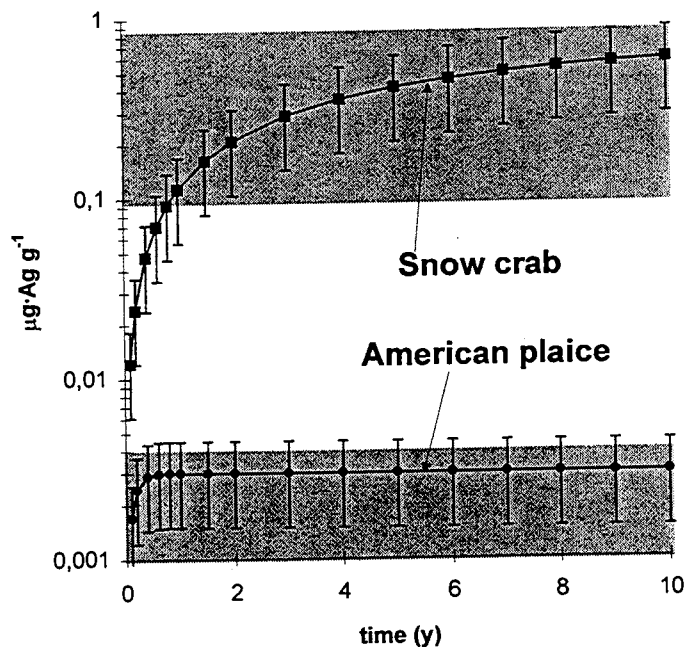 1
0,1
0,01
0,001
µg·Ag g⁻¹
Snow crab
American plaice
0
2
4
6
8
10
time (y)